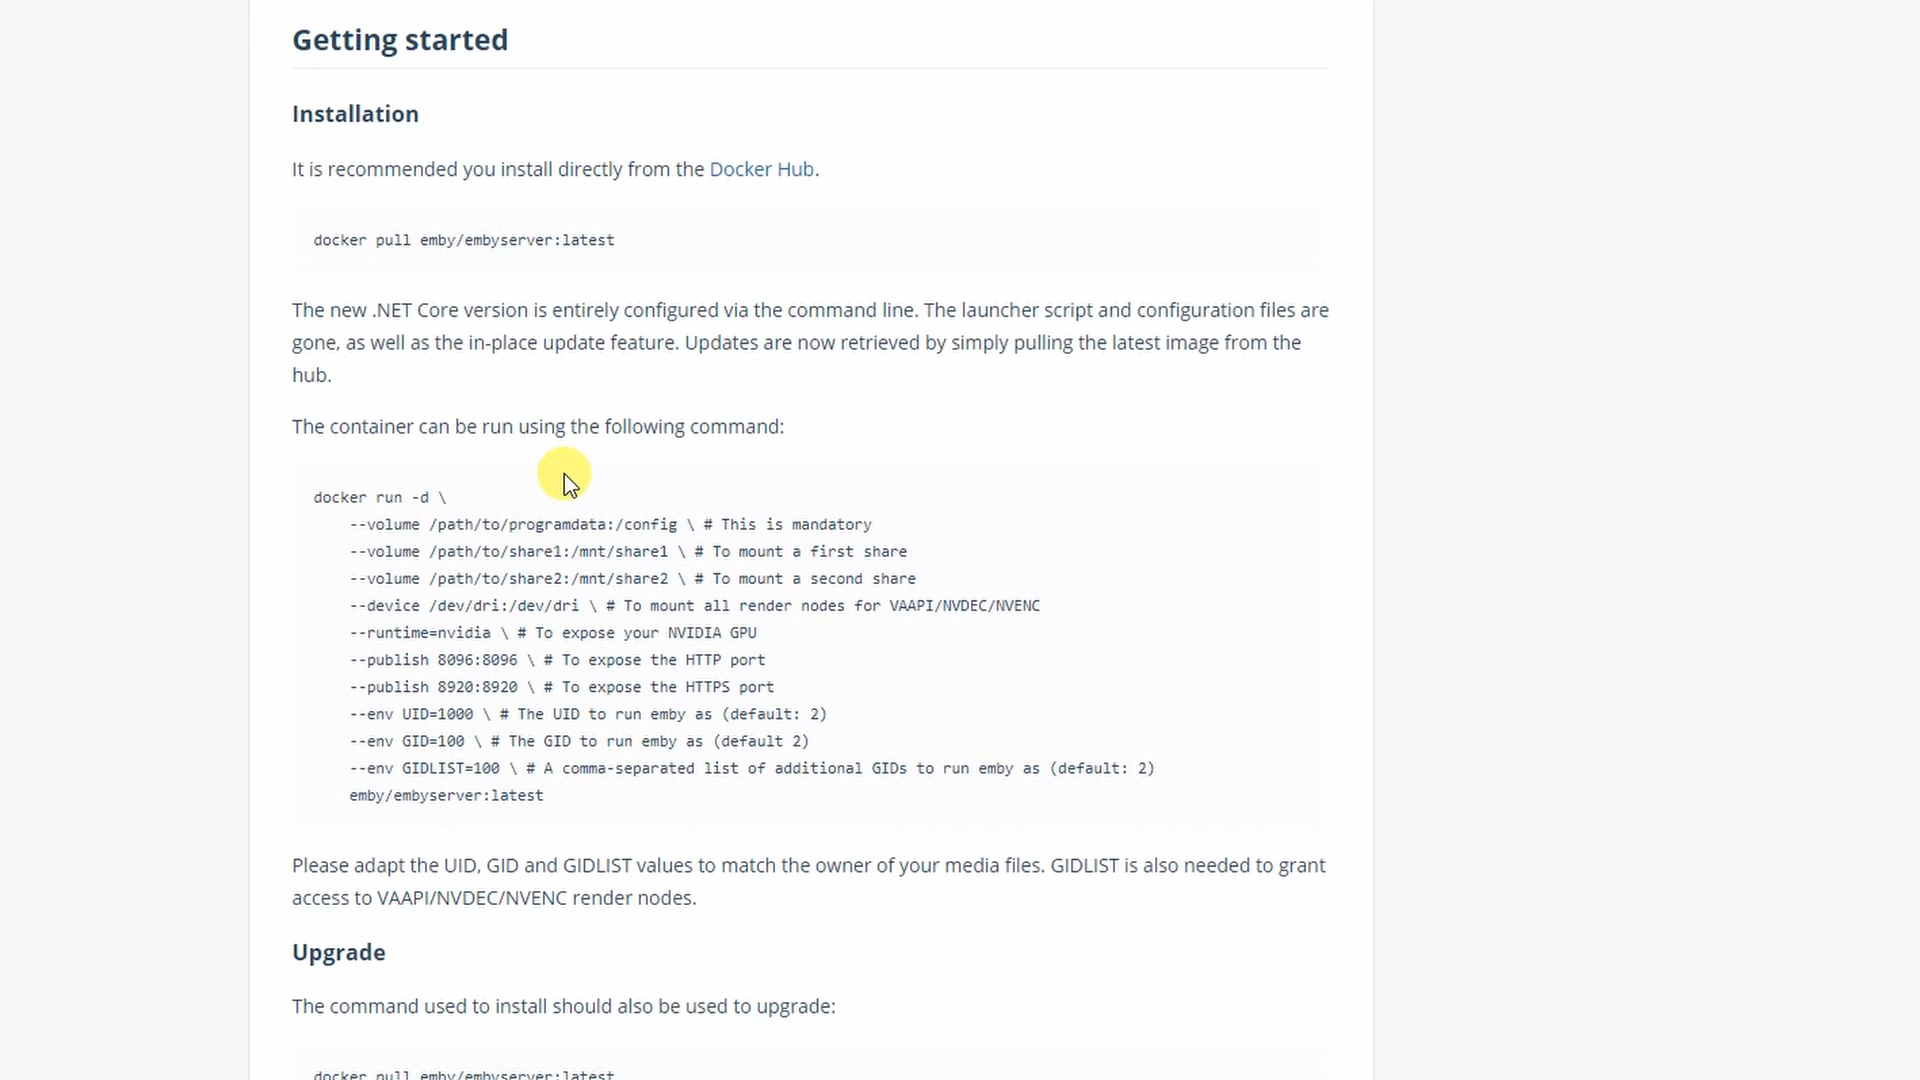 Getting started
Installation
It is recommended you install directly from the Docker Hub.
docker pull emby/embyserver:latest
The new .NET Core version is entirely configured via the command line. The launcher script and configuration files are
gone, as well as the in-place update feature. Updates are now retrieved by simply pulling the latest image from the
hub.
The container can be run using the following command:
docker run -d \
--volume /path/to/programdata:/config \ # This is mandatory
--volume /path/to/share1:/mnt/share1 \ # To mount a first share
--volume /path/to/share2:/mnt/share2 \ # To mount a second share
--device /dev/dri:/dev/dri \ # To mount all render nodes for VAAPI/NVDEC/NVENC
--runtime=nvidia \ # To expose your NVIDIA GPU
--publish 8096:8096 \ # To expose the HTTP port
--publish 8920:8920 \ # To expose the HTTPS port
--env UID=1000 \ # The UID to run emby as (default: 2)
--env GID=100 \ # The GID to run emby as (default 2)
--env GIDLIST=100 \ # A comma-separated list of additional GIDs to run emby as (default: 2)
emby/embyserver:latest
Please adapt the UID, GID and GIDLIST values to match the owner of your media files. GIDLIST is also needed to grant
access to VAAPI/NVDEC/NVENC render nodes.
Upgrade
The command used to install should also be used to upgrade:
docker pull emby/embyserver:latest